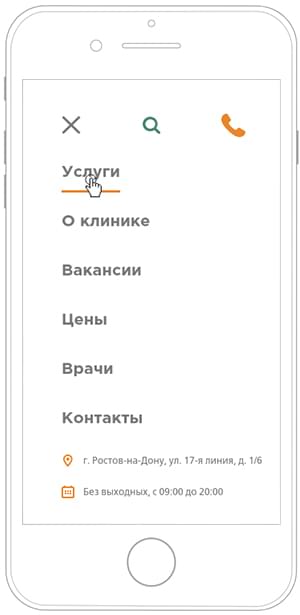 Услуги
О клинике
Вакансии
Цены
Врачи
Контакты
г. Ростов-на-Дону, ул. 17-я линия, д. 1/6
Без выходных, с 09:00 до 20:00